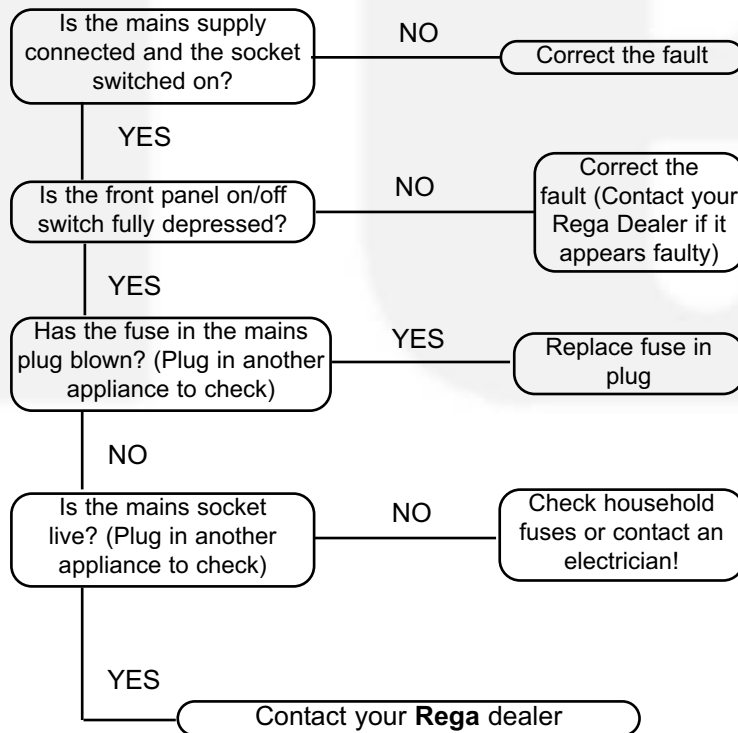 Is the mains supply
connected and the socket
switched on?
NO
Correct the fault
YES
Is the front panel on/off
switch fully depressed?
NO
Correct the
fault (Contact your
Rega Dealer if it
appears faulty)
YES
Has the fuse in the mains
plug blown? (Plug in another
appliance to check)
YES
Replace fuse in
plug
NO
Is the mains socket
live? (Plug in another
appliance to check)
NO
Check household
fuses or contact an
electrician!
YES
Contact your Rega dealer